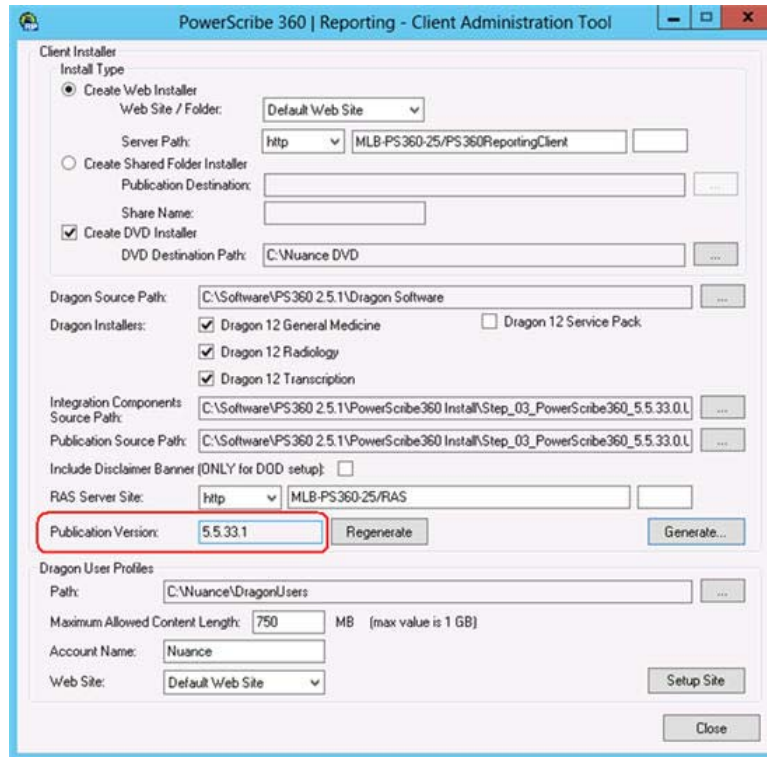 PowerScribe 360 | Reporting - Client Administration Tool
Client Installer
Install Type
Create Web Installer
Web Site / Folder: Default Web Site
Server Path: http MLB-PS360-25/PS360ReportingClient
Create Shared Folder Installer
Publication Destination: ...
Share Name:
Create DVD Installer
DVD Destination Path: C:\Nuance DVD ...
Dragon Source Path: C:\Software\PS360 2.5.1\Dragon Software ...
Dragon Installers: Dragon 12 General Medicine Dragon 12 Service Pack
Dragon 12 Radiology
Dragon 12 Transcription
Integration Components
Source Path: C:\Software\PS360 2.5.1\PowerScribe360 Install\Step_03_PowerScribe360_5.5.33.0.U ...
Publication Source Path: C:\Software\PS360 2.5.1\PowerScribe360 Install\Step_03_PowerScribe360_5.5.33.0.U ...
Include Disclaimer Banner (ONLY for DOD setup):
RAS Server Site: http MLB-PS360-25/RAS
Publication Version: 5.5.33.1 Regenerate Generate...
Dragon User Profiles
Path: C:\Nuance\DragonUsers ...
Maximum Allowed Content Length: 750 MB (max value is 1 GB)
Account Name: Nuance
Web Site: Default Web Site Setup Site
Close